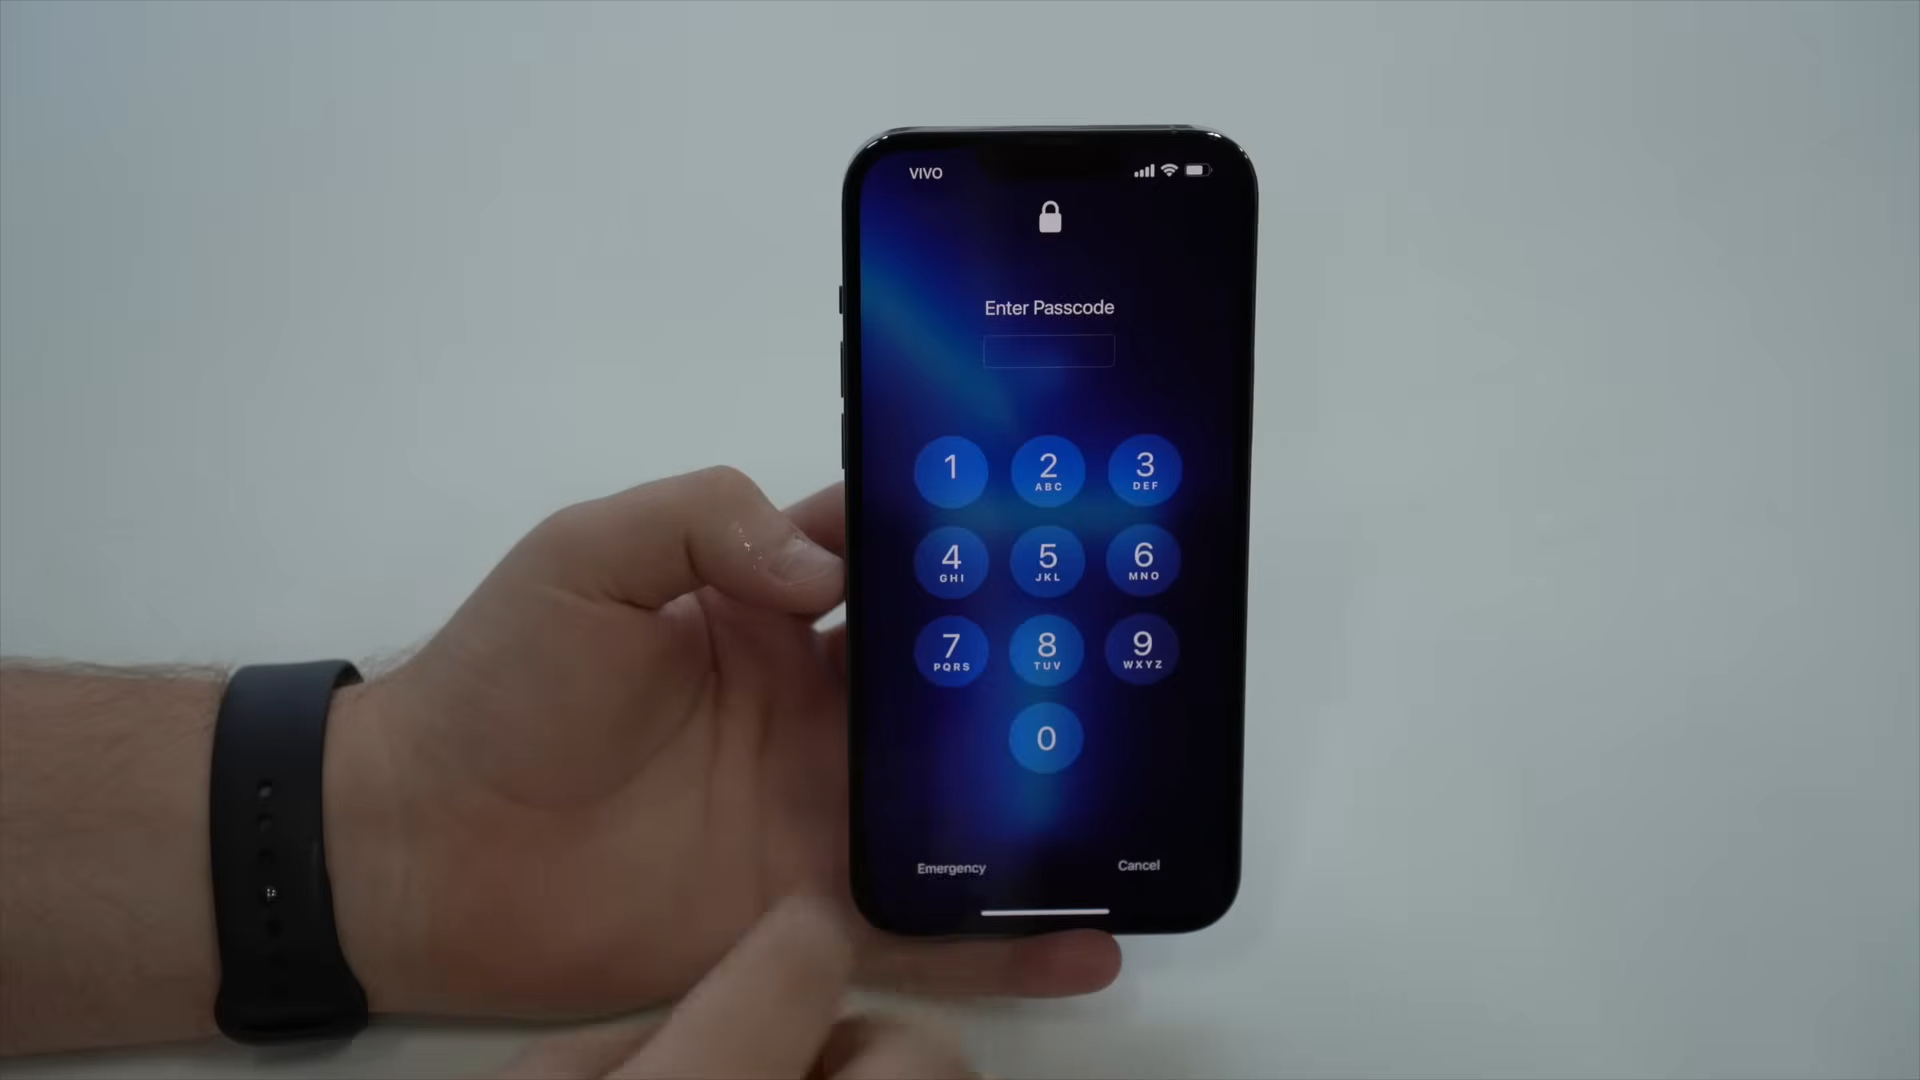 VIVO
Enter Passcode
1
2
ABC
3
DEF
4
GHI
5
JKL
6
MNO
7
PQRS
8
TUV
9
WXYZ
0
Emergency
Cancel